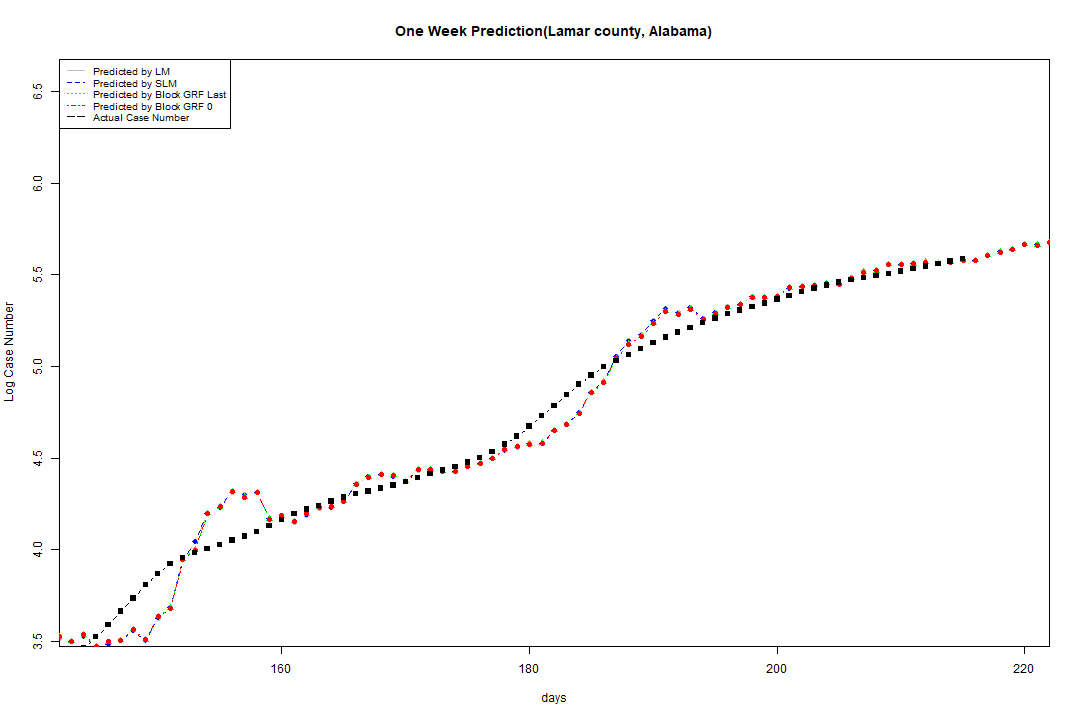 One Week Prediction(Lamar county, Alabama)
Predicted by LM
Predicted by SLM
Predicted by Block GRF Last
Predicted by Block GRF 0
Actual Case Number
6.5
6.0
5.5
5.0
4.5
4.0
3.5
Log Case Number
160 180 200 220
days